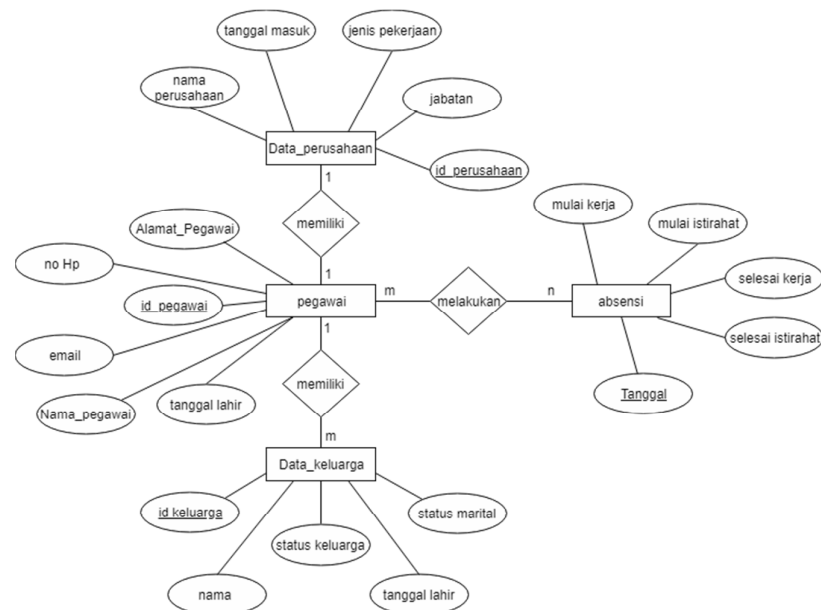 tanggal masuk
jenis pekerjaan
nama
perusahaan
jabatan
Data_perusahaan
id_perusahaan
1
memiliki
mulai kerja
mulai istirahat
Alamat_Pegawai
no Hp
1
selesai kerja
id_pegawai
pegawai
m
melakukan
n
absensi
1
selesai istirahat
email
memiliki
Tanggal
tanggal lahir
Nama_pegawai
m
Data_keluarga
id keluarga
status marital
status keluarga
nama
tanggal lahir